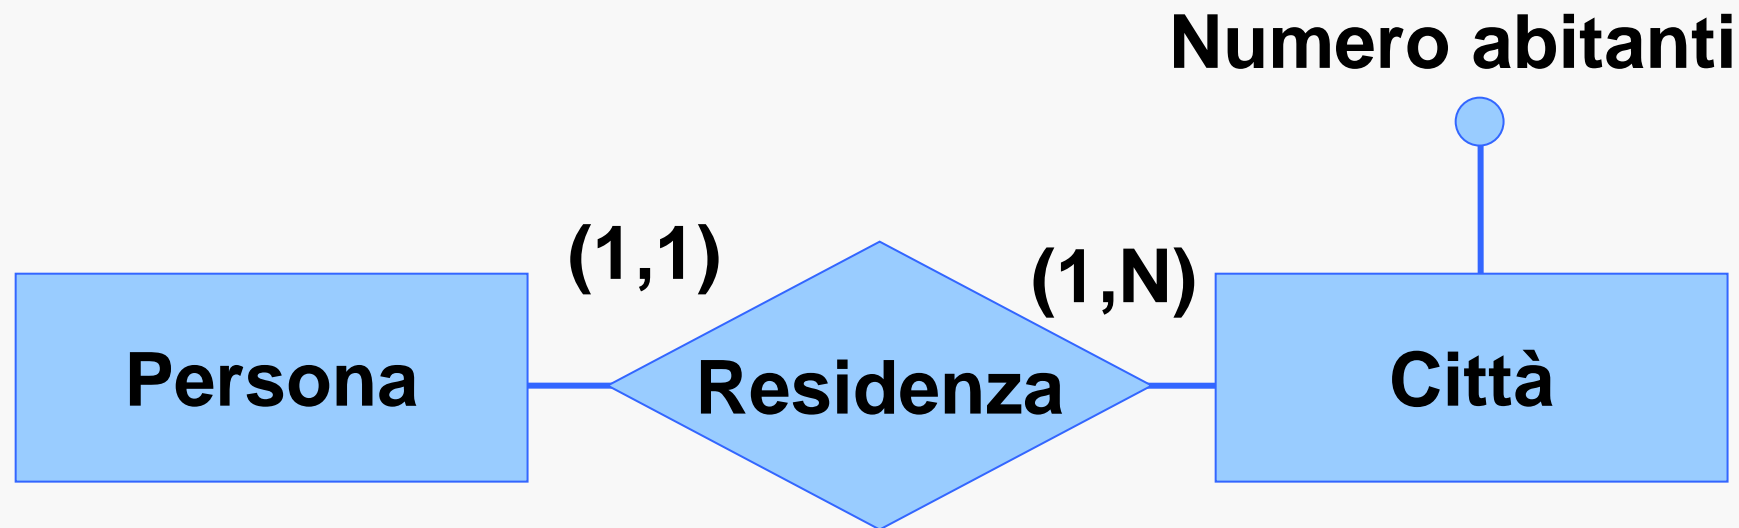 Numero abitanti
(1,1)
(1,N)
Persona
Residenza
Città